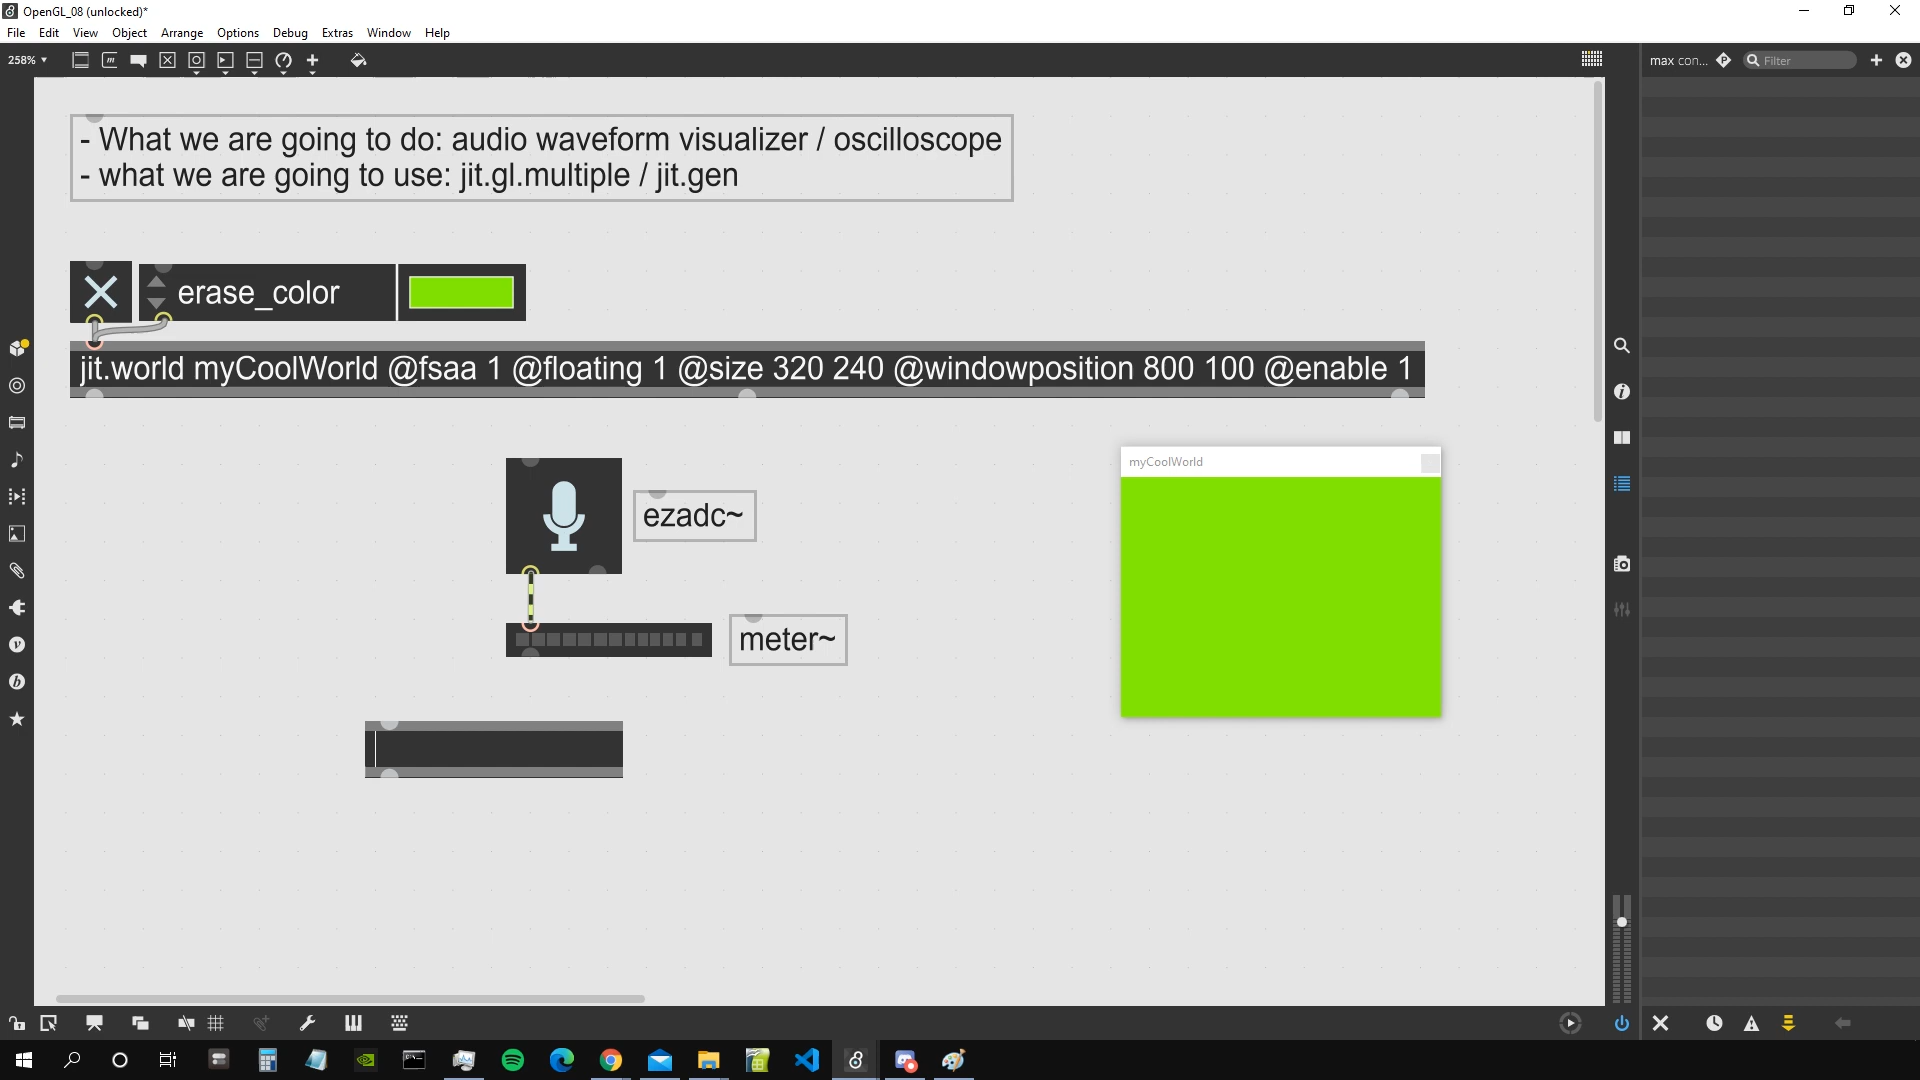 OpenGL_08 (unlocked)*
File Edit View Object Arrange Options Debug Extras Window Help
258%
max con... Filter
- What we are going to do: audio waveform visualizer / oscilloscope
- what we are going to use: jit.gl.multiple / jit.gen
erase_color
jit.world myCoolWorld @fsaa 1 @floating 1 @size 320 240 @windowposition 800 100 @enable 1
myCoolWorld
ezadc~
meter~